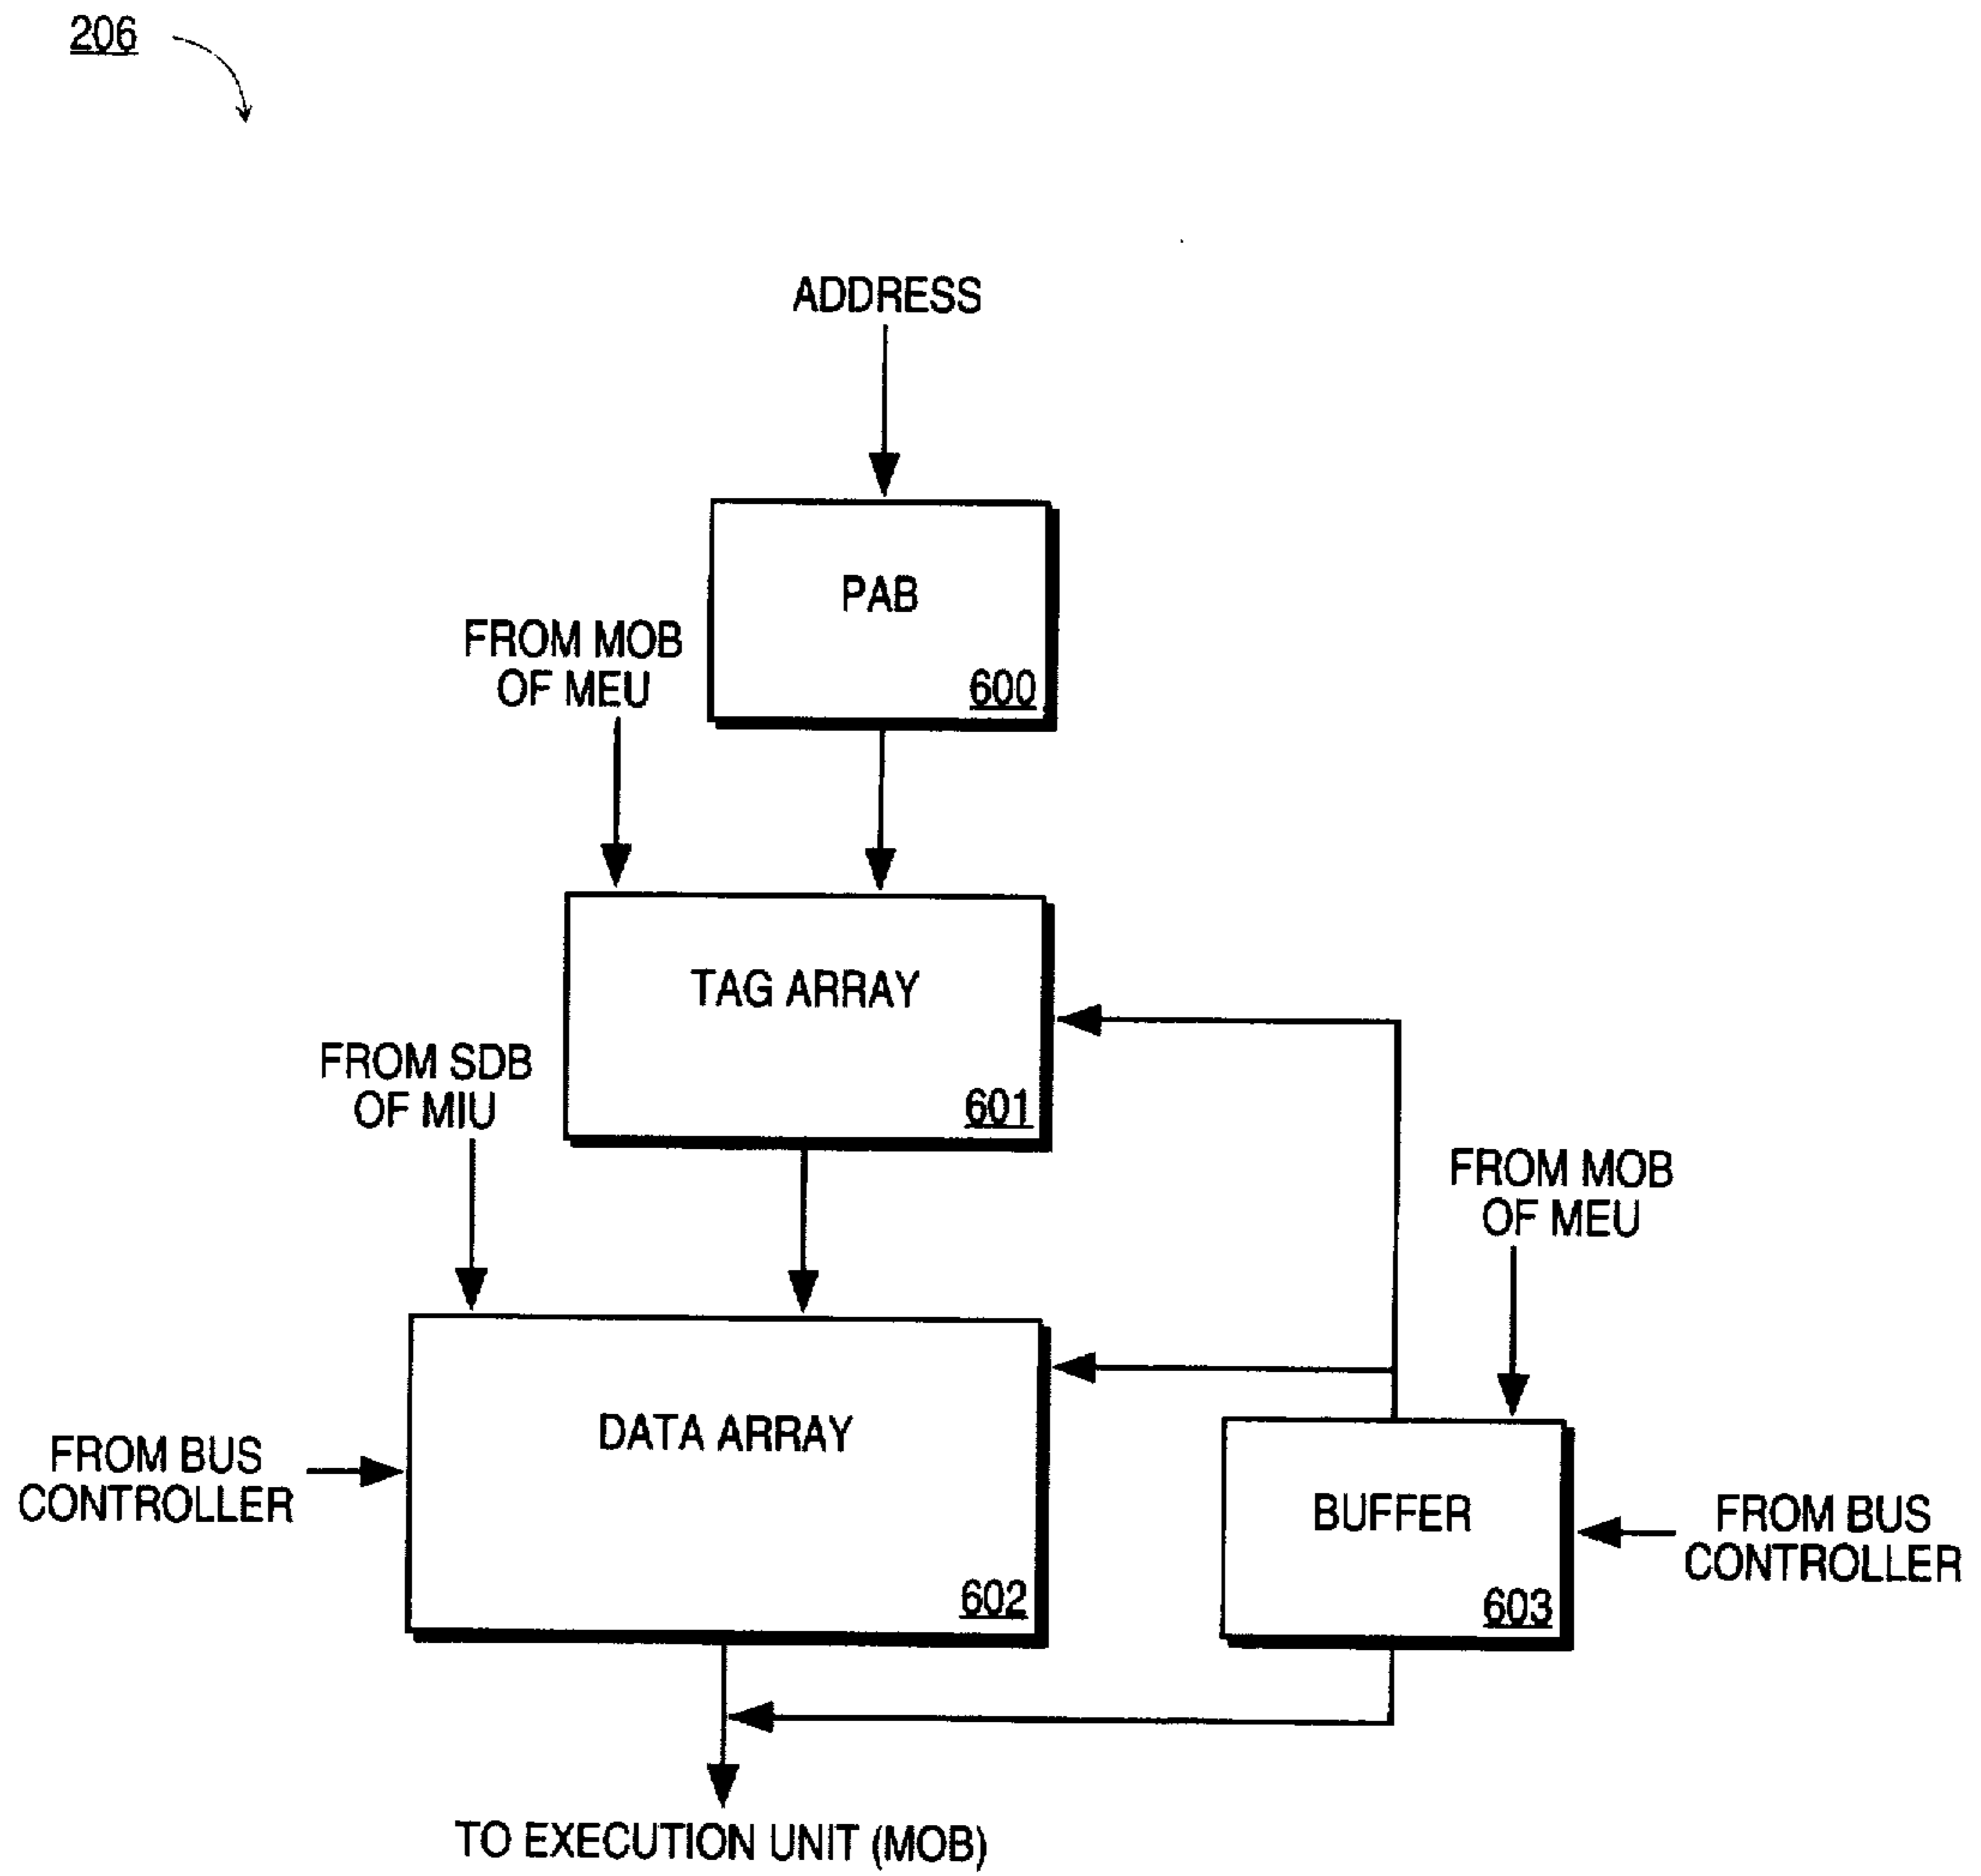 206
ADDRESS
PAB
600
FROM MOB
OF MEU
TAG ARRAY
601
FROM SDB
OF MIU
FROM MOB
OF MEU
DATA ARRAY
602
FROM BUS
CONTROLLER
BUFFER
603
FROM BUS
CONTROLLER
TO EXECUTION UNIT (MOB)